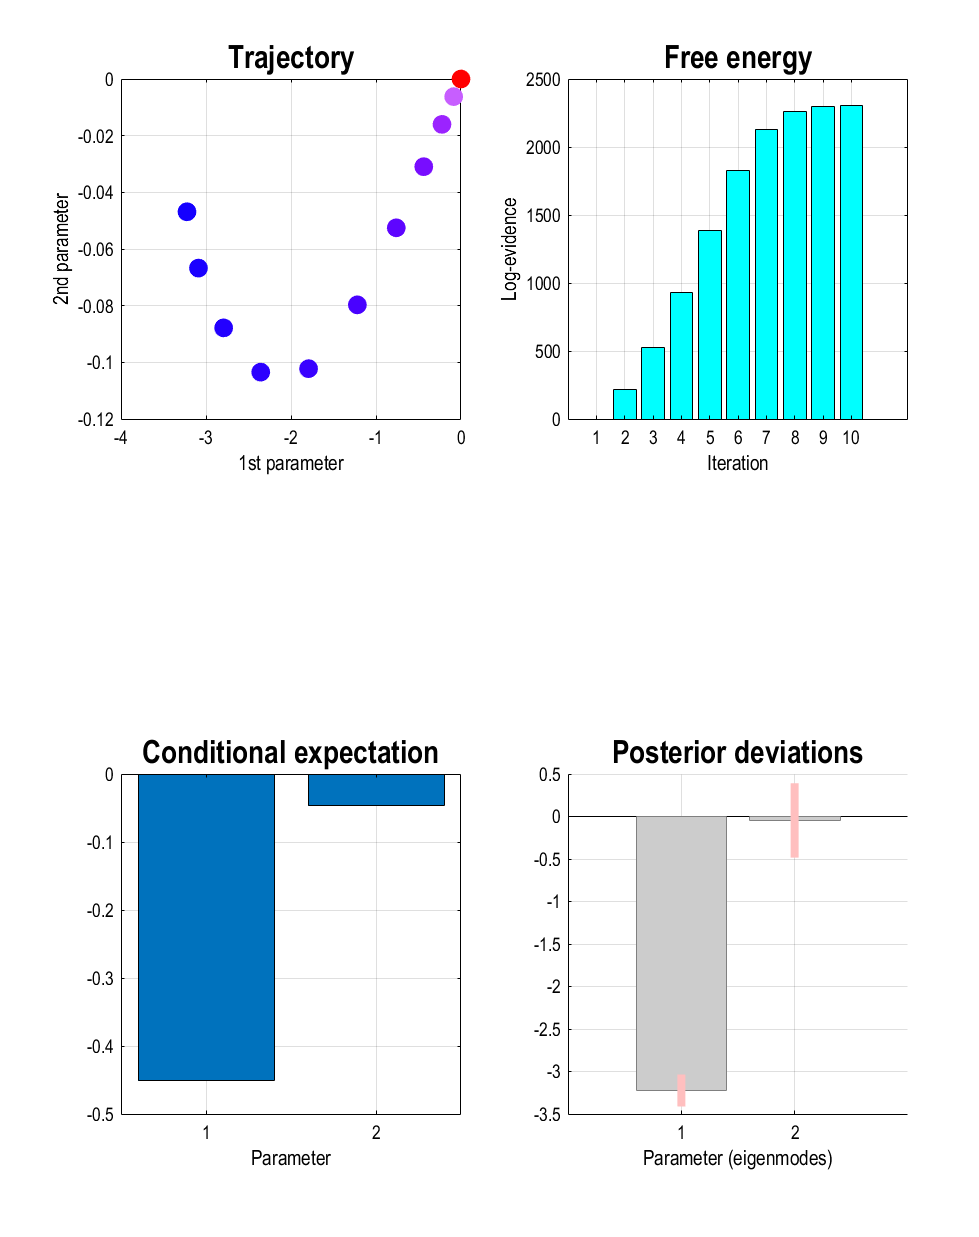 Trajectory
0
-0.02
-0.04
-0.06
-0.08
-0.1
-0.12
2nd parameter
-4 -3 -2 -1 0
1st parameter
Free energy
2500
2000
1500
1000
500
0
Log-evidence
1 2 3 4 5 6 7 8 9 10
Iteration
Conditional expectation
0
-0.1
-0.2
-0.3
-0.4
-0.5
1 2
Parameter
Posterior deviations
0.5
0
-0.5
-1
-1.5
-2
-2.5
-3
-3.5
1 2
Parameter (eigenmodes)